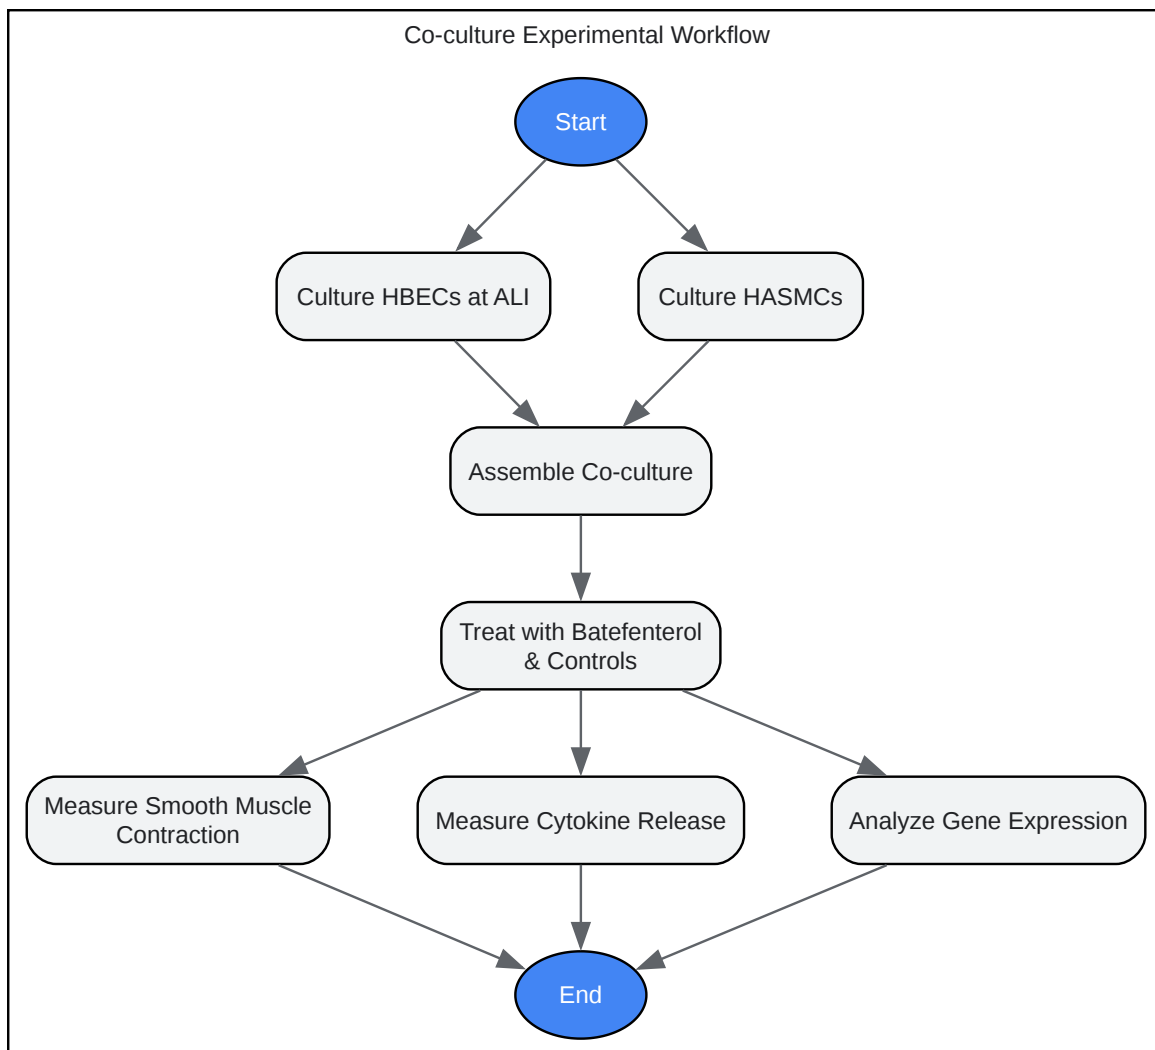 Co-culture Experimental Workflow
Start
Culture HBECs at ALI
Culture HASMCs
Assemble Co-culture
Treat with Batefenterol
& Controls
Measure Smooth Muscle
Contraction
Measure Cytokine Release
Analyze Gene Expression
End